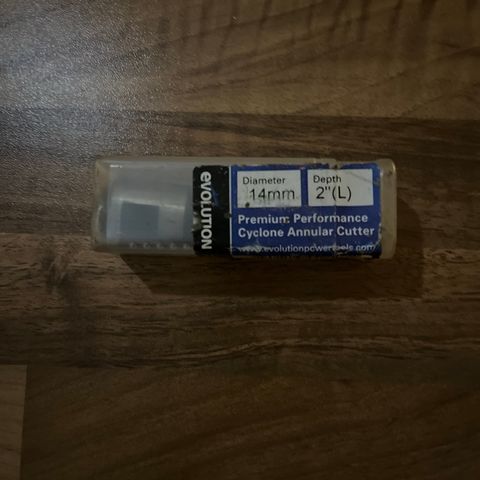 evolution
Diameter
14mm
Depth
2"(L)
Premium Performance
Cyclone Annular Cutter
www.evolutionpowertools.com